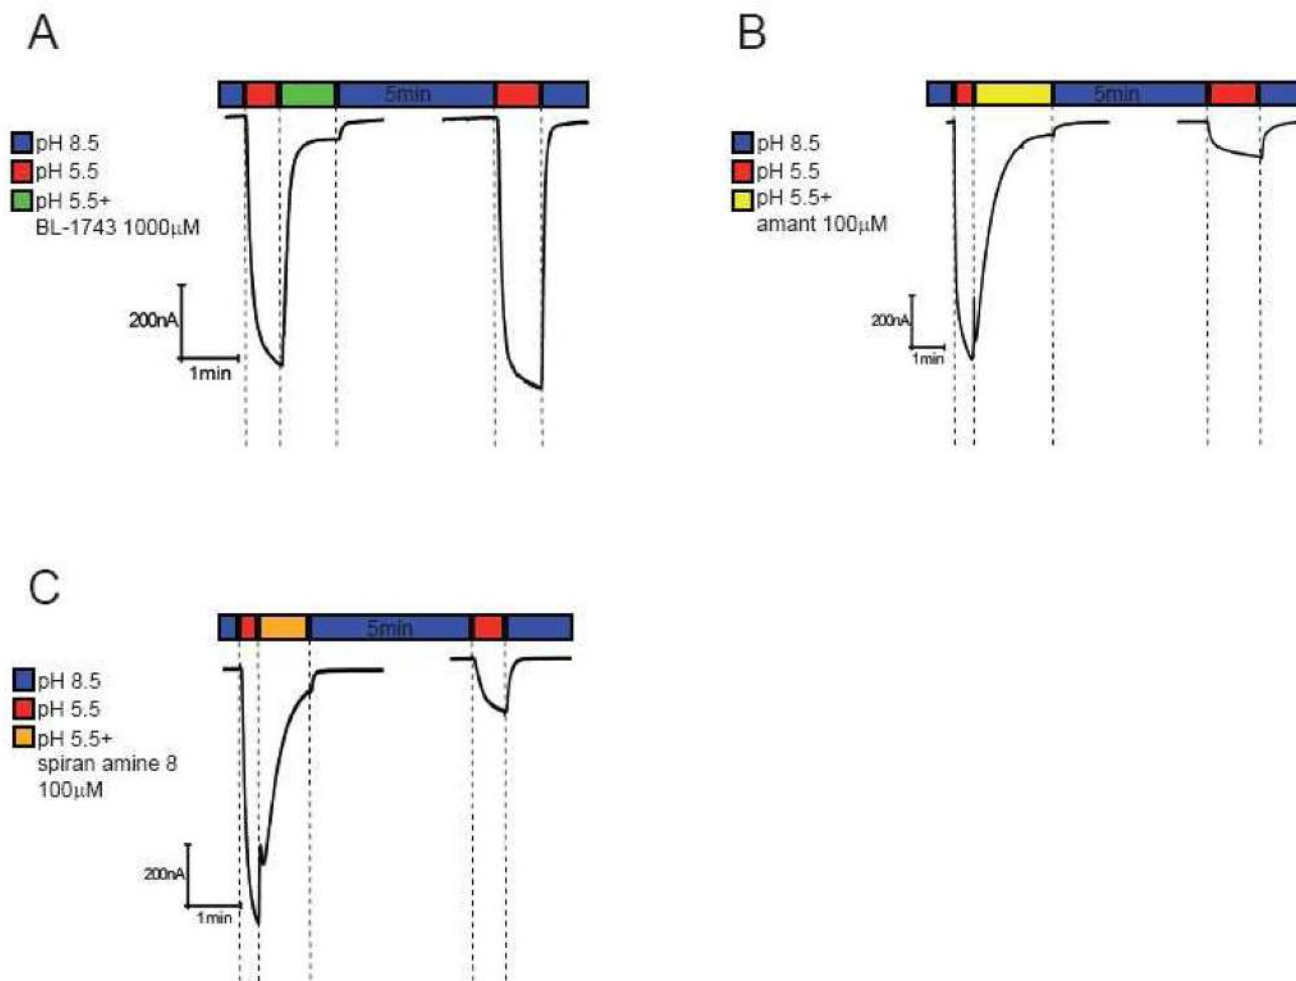 A
5min
pH 8.5
pH 5.5
pH 5.5+
BL-1743 1000μM
200nA
1min
B
5min
pH 8.5
pH 5.5
pH 5.5+
amant 100μM
200nA
1min
C
5min
pH 8.5
pH 5.5
pH 5.5+
spiran amine 8
100μM
200nA
1min